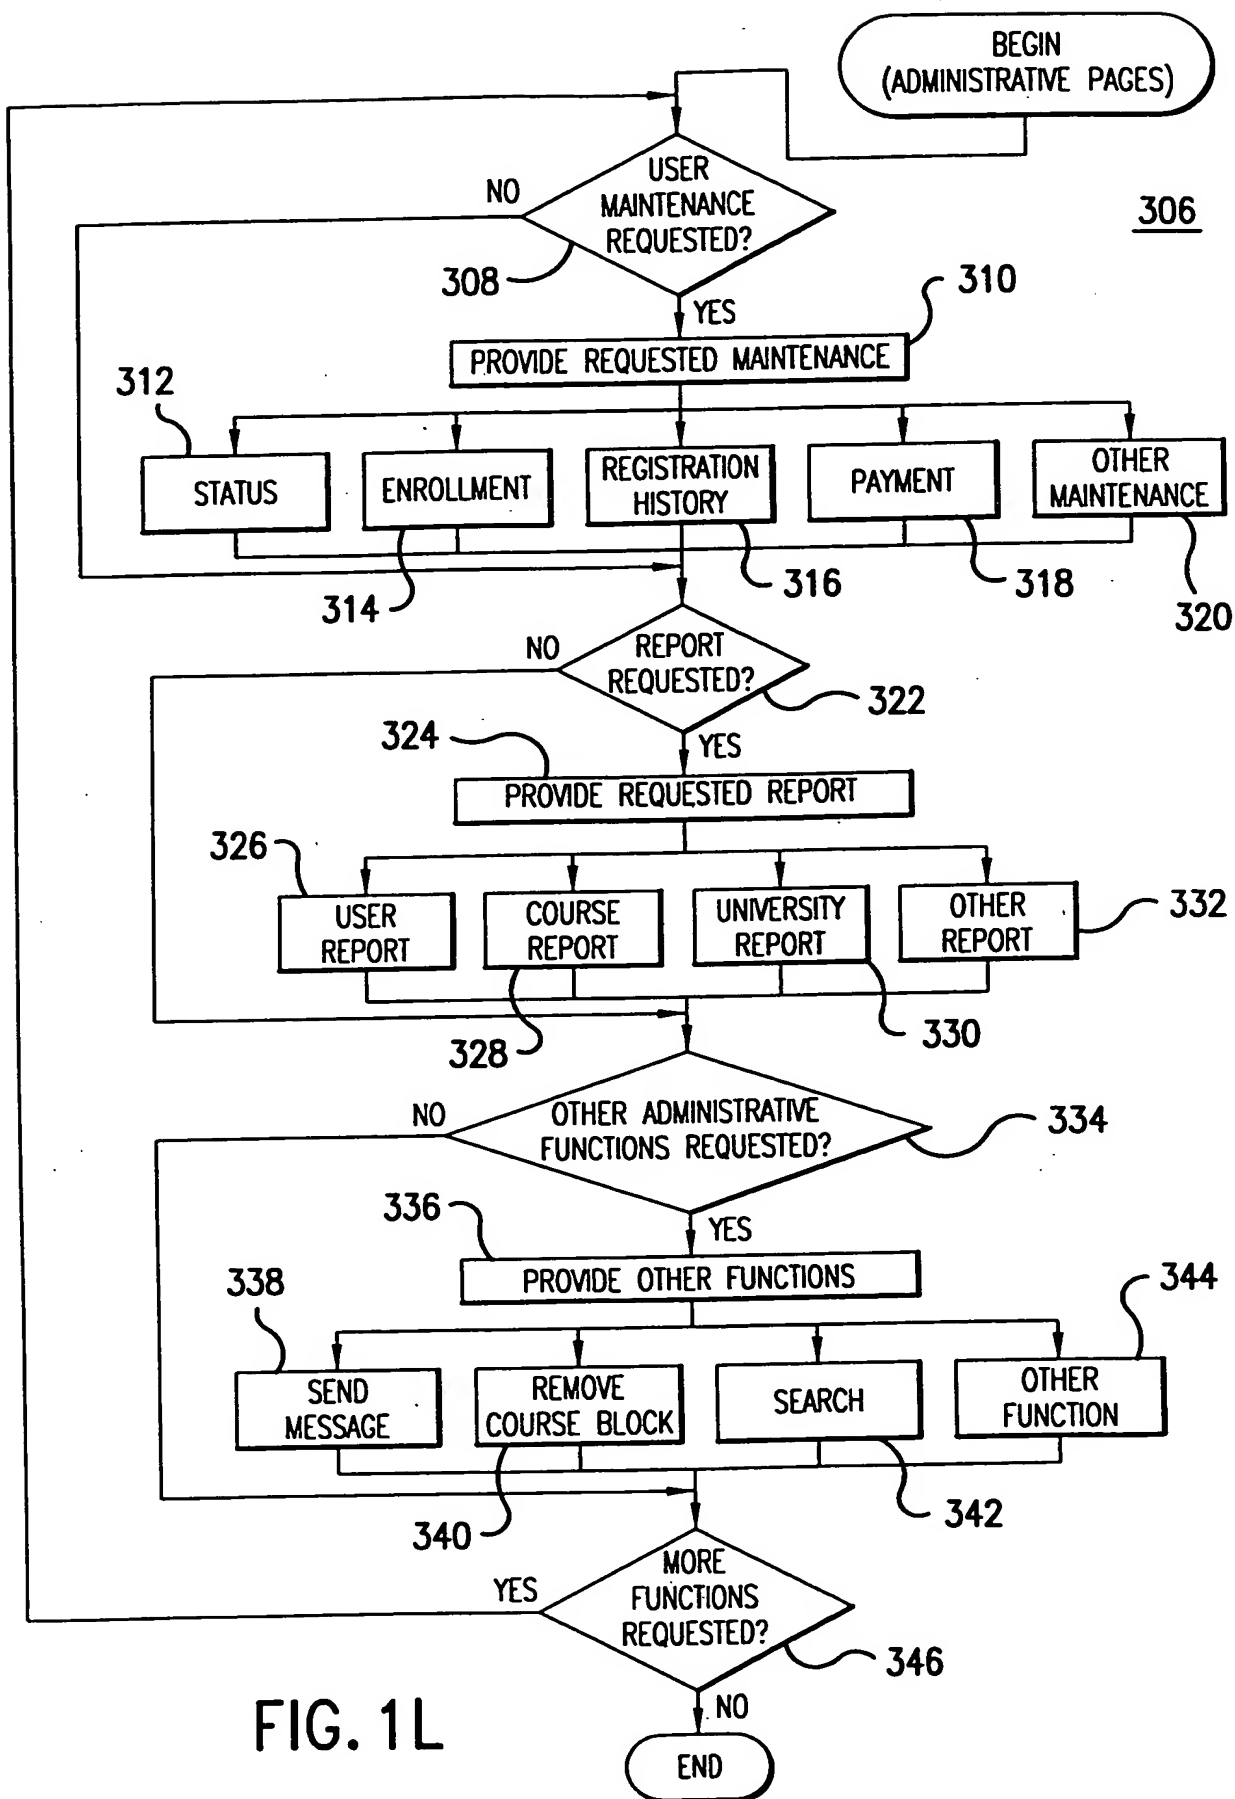 BEGIN
(ADMINISTRATIVE PAGES)
306
USER
MAINTENANCE
REQUESTED?
NO
308
YES
310
PROVIDE REQUESTED MAINTENANCE
312
STATUS
ENROLLMENT
REGISTRATION
HISTORY
PAYMENT
OTHER
MAINTENANCE
314
316
318
320
NO
REPORT
REQUESTED?
322
324
YES
PROVIDE REQUESTED REPORT
326
USER
REPORT
COURSE
REPORT
UNIVERSITY
REPORT
OTHER
REPORT
332
328
330
NO
OTHER ADMINISTRATIVE
FUNCTIONS REQUESTED?
334
336
YES
PROVIDE OTHER FUNCTIONS
338
344
SEND
MESSAGE
REMOVE
COURSE BLOCK
SEARCH
OTHER
FUNCTION
340
342
YES
MORE
FUNCTIONS
REQUESTED?
346
NO
END
FIG. 1L